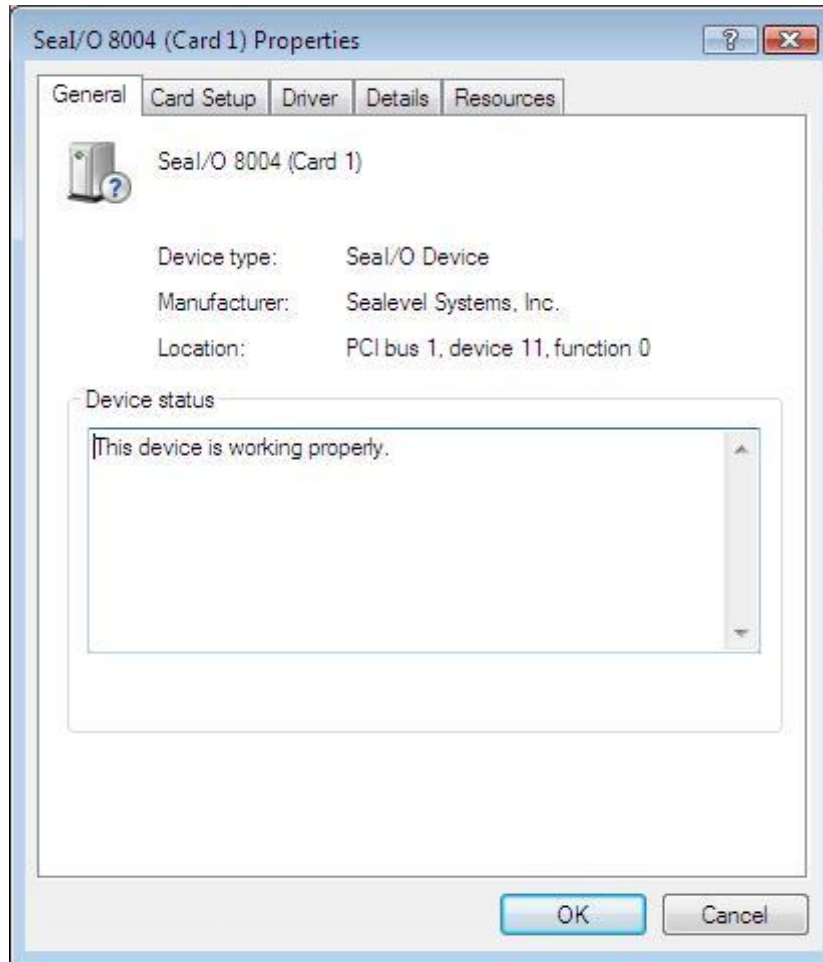 SeaI/O 8004 (Card 1) Properties
General Card Setup Driver Details Resources
SeaI/O 8004 (Card 1)
Device type: SeaI/O Device
Manufacturer: Sealevel Systems, Inc.
Location: PCI bus 1, device 11, function 0
Device status
This device is working properly.
OK Cancel